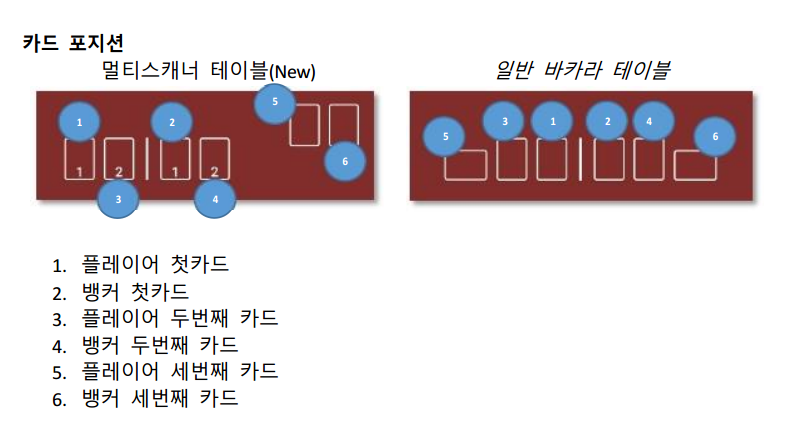 카드 포지션
멀티스캐너 테이블(New)
일반 바카라 테이블
5
1 2
6
3 4
1 2 1 2
3 1 2 4
5 6
1. 플레이어 첫카드
2. 뱅커 첫카드
3. 플레이어 두번째 카드
4. 뱅커 두번째 카드
5. 플레이어 세번째 카드
6. 뱅커 세번째 카드